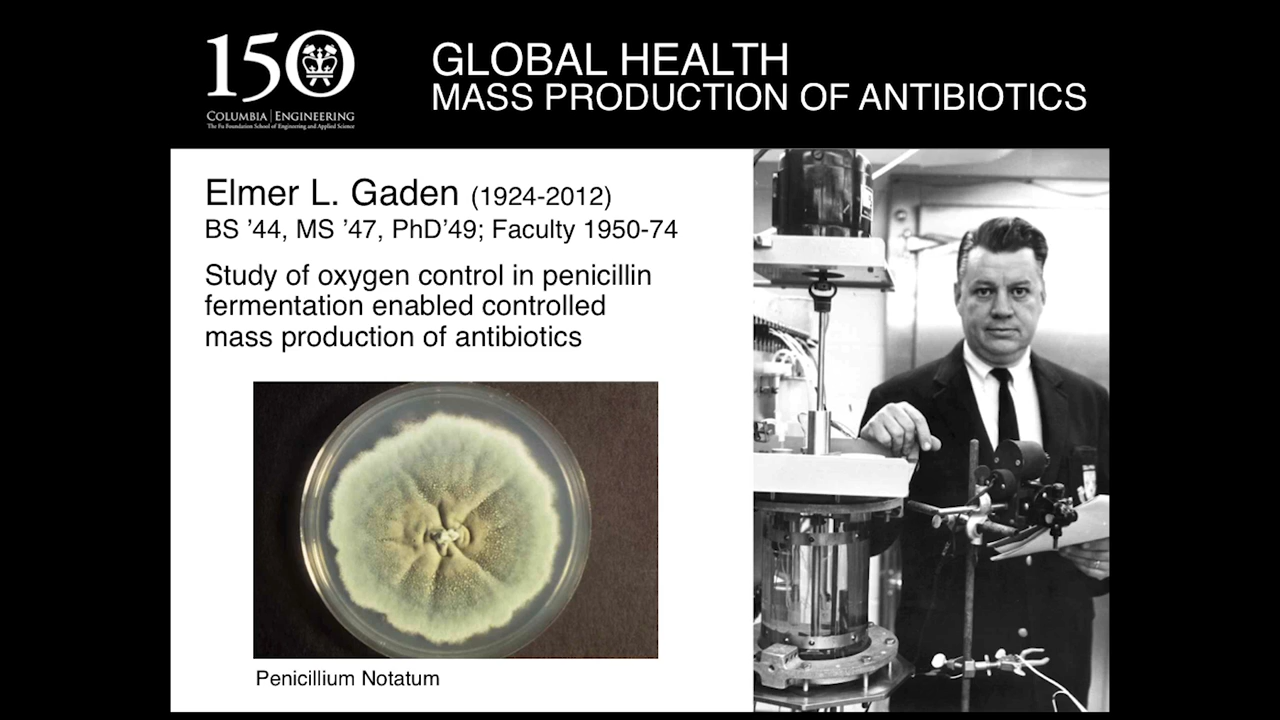 150
COLUMBIA | ENGINEERING
The Fu Foundation School of Engineering and Applied Science
GLOBAL HEALTH
MASS PRODUCTION OF ANTIBIOTICS
Elmer L. Gaden (1924-2012)
BS ’44, MS ’47, PhD’49; Faculty 1950-74
Study of oxygen control in penicillin
fermentation enabled controlled
mass production of antibiotics
Penicillium Notatum